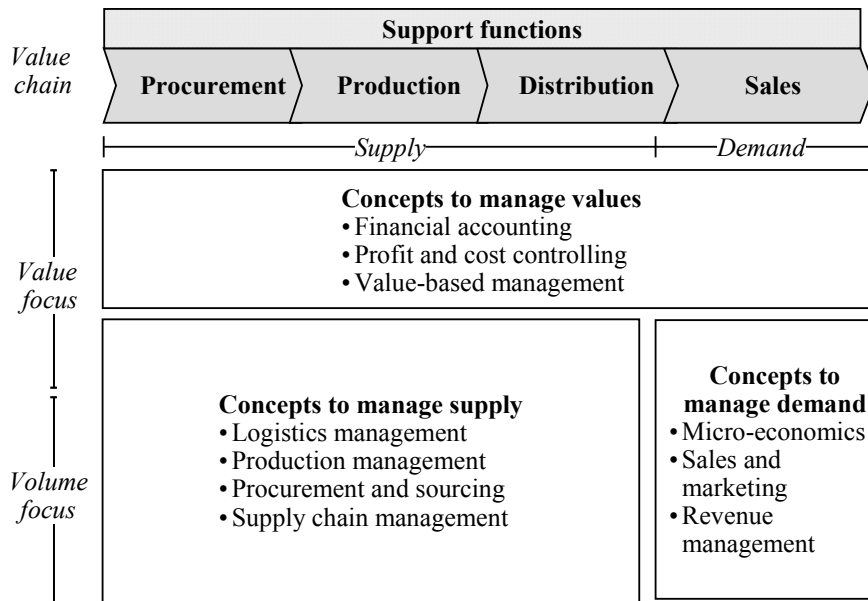 Support functions
Value
chain
Procurement
Production
Distribution
Sales
Supply
Demand
Value
focus
Concepts to manage values
• Financial accounting
• Profit and cost controlling
• Value-based management
Volume
focus
Concepts to manage supply
• Logistics management
• Production management
• Procurement and sourcing
• Supply chain management
Concepts to
manage demand
• Micro-economics
• Sales and
marketing
• Revenue
management